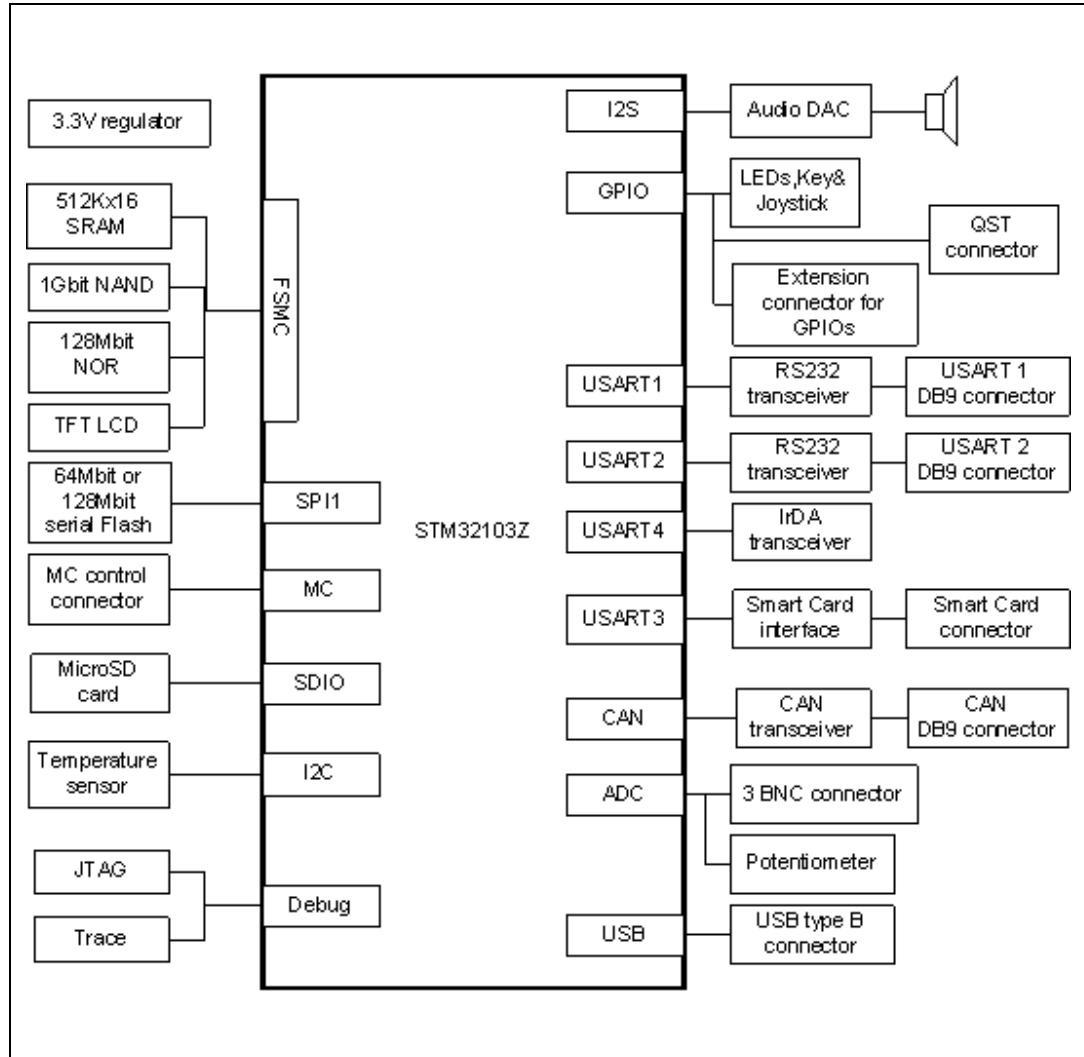 3.3V regulator
512Kx16
SRAM
1Gbit NAND
128Mbit
NOR
TFT LCD
64Mbit or
128Mbit
serial Flash
MC control
connector
MicroSD
card
Temperature
sensor
JTAG
Trace
FSMC
SPI1
MC
SDIO
I2C
Debug
STM32103Z
I2S
GPIO
USART1
USART2
USART4
USART3
CAN
ADC
USB
Audio DAC
LEDs,Key&
Joystick
QST
connector
Extension
connector for
GPIOs
RS232
transceiver
USART 1
DB9 connector
RS232
transceiver
USART 2
DB9 connector
IrDA
transceiver
Smart Card
interface
Smart Card
connector
CAN
transceiver
CAN
DB9 connector
3 BNC connector
Potentiometer
USB type B
connector